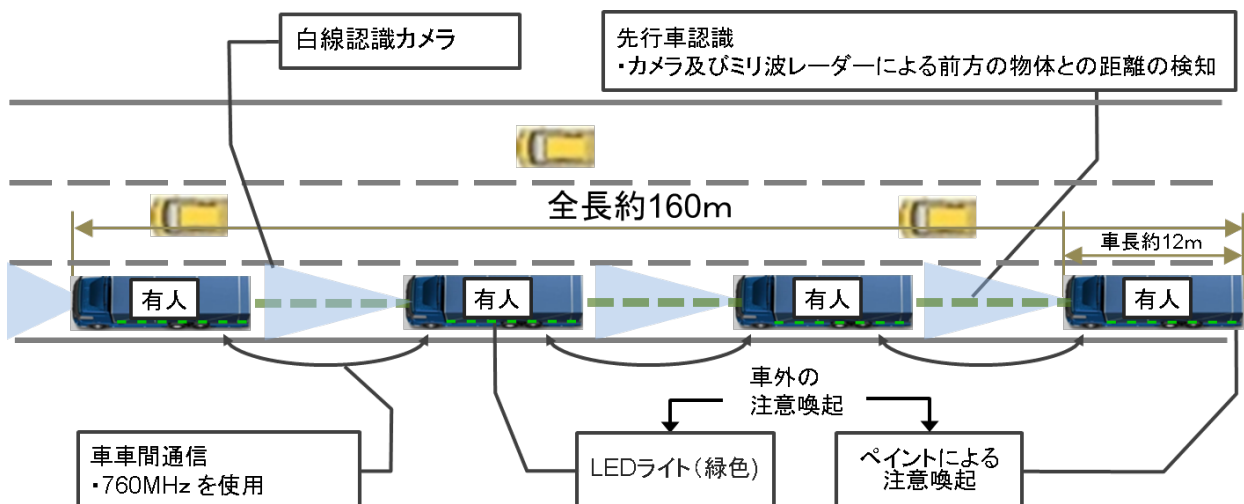 白線認識カメラ
先行車認識
・カメラ及びミリ波レーダーによる前方の物体との距離の検知
全長約160m
車長約12m
有人
有人
有人
有人
車外の
注意喚起
車車間通信
・760MHz を使用
LEDライト(緑色)
ペイントによる
注意喚起